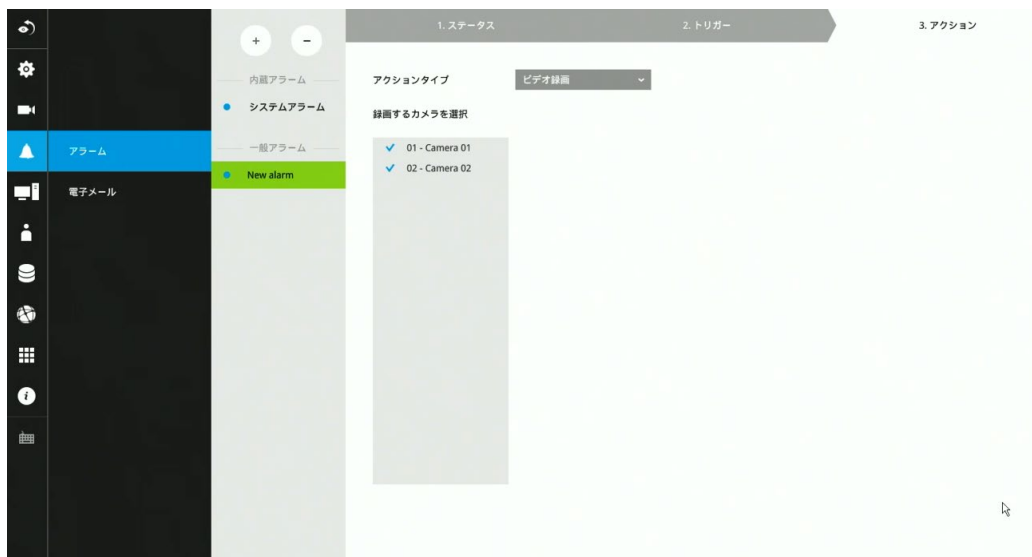 1. ステータス
2. トリガー
3. アクション
内蔵アラーム
システムアラーム
一般アラーム
New alarm
アラーム
電子メール
アクションタイプ
ビデオ録画
録画するカメラを選択
01 - Camera 01
02 - Camera 02